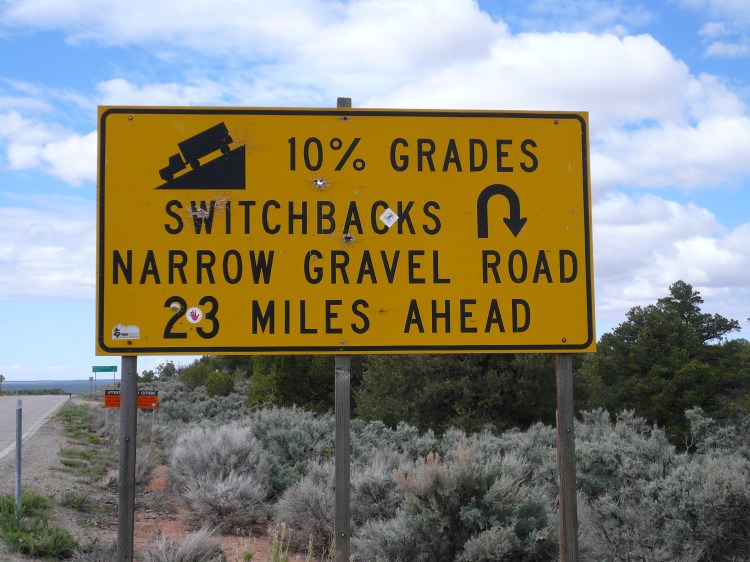 10% GRADES
SWITCHBACKS
NARROW GRAVEL ROAD
23 MILES AHEAD